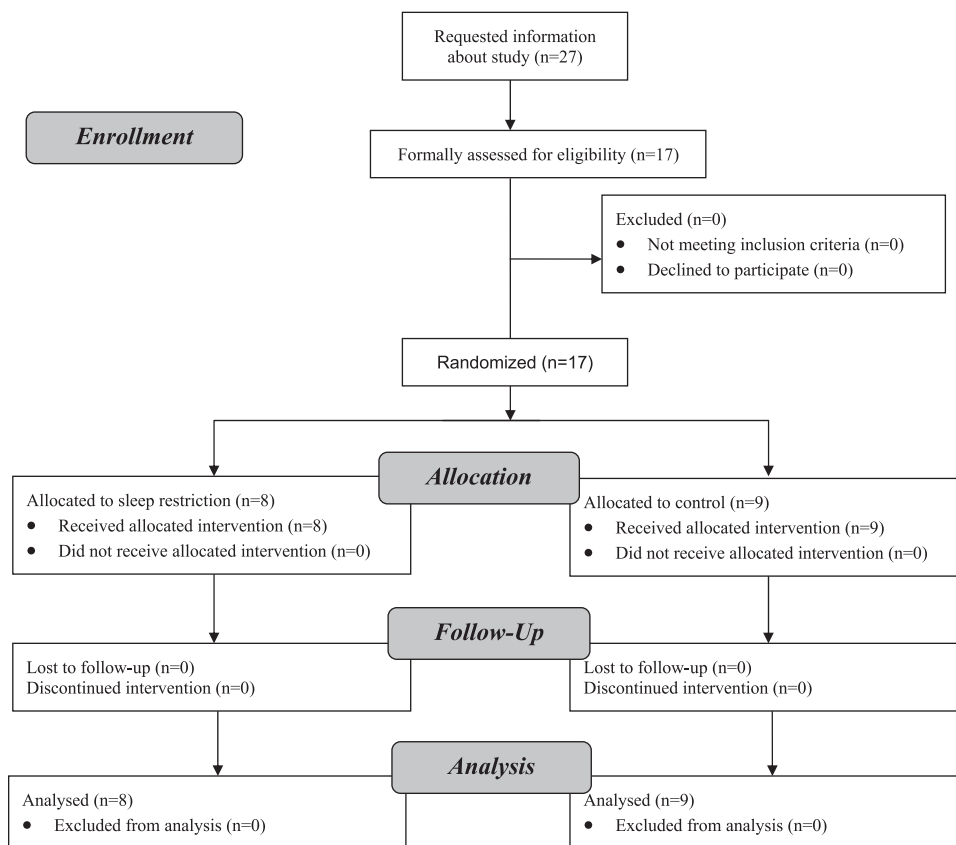 Requested information
about study (n=27)
Enrollment
Formally assessed for eligibility (n=17)
Excluded (n=0)
● Not meeting inclusion criteria (n=0)
● Declined to participate (n=0)
Randomized (n=17)
Allocation
Allocated to sleep restriction (n=8)
● Received allocated intervention (n=8)
● Did not receive allocated intervention (n=0)
Allocated to control (n=9)
● Received allocated intervention (n=9)
● Did not receive allocated intervention (n=0)
Follow-Up
Lost to follow-up (n=0)
Discontinued intervention (n=0)
Lost to follow-up (n=0)
Discontinued intervention (n=0)
Analysis
Analysed (n=8)
● Excluded from analysis (n=0)
Analysed (n=9)
● Excluded from analysis (n=0)